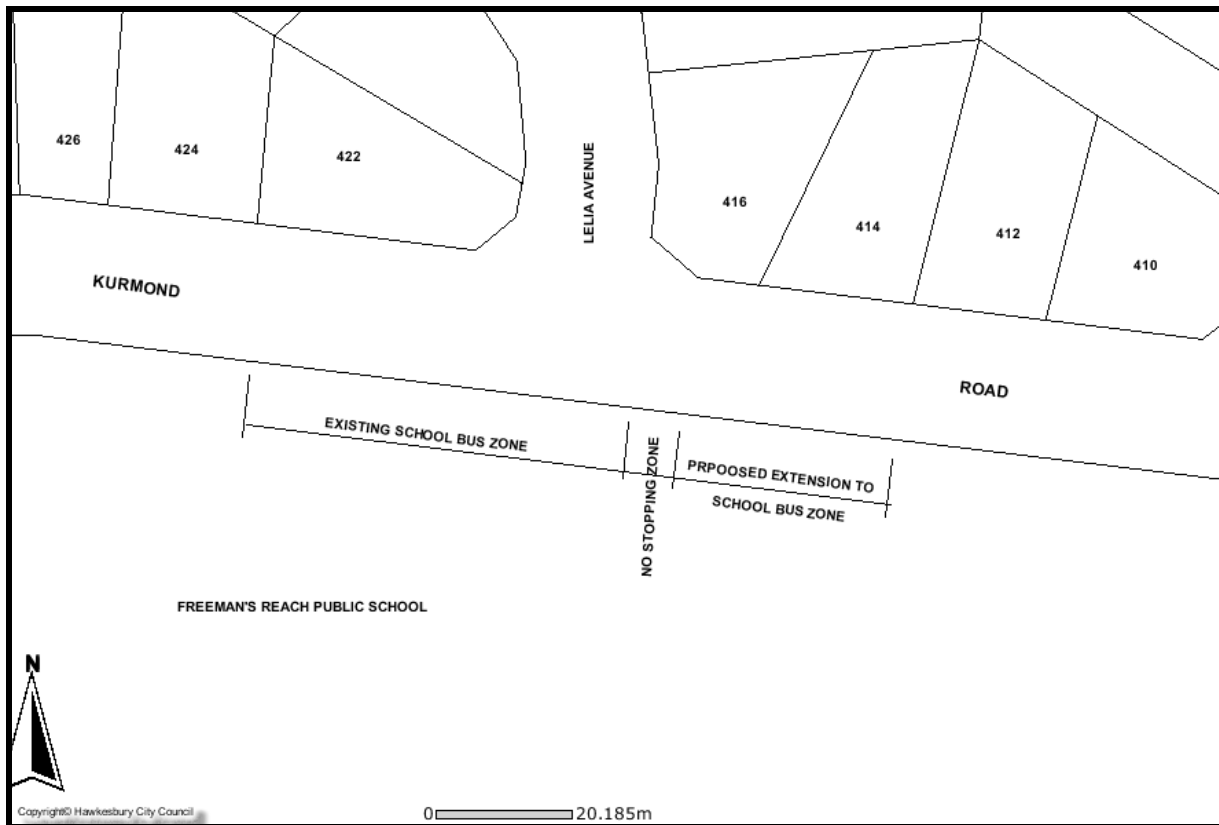 426
424
422
LELIA AVENUE
416
414
412
410
KURMOND
ROAD
EXISTING SCHOOL BUS ZONE
NO STOPPING ZONE
PRPOOSED EXTENSION TO
SCHOOL BUS ZONE
FREEMAN'S REACH PUBLIC SCHOOL
N
Copyright© Hawkesbury City Council
0 20.185m